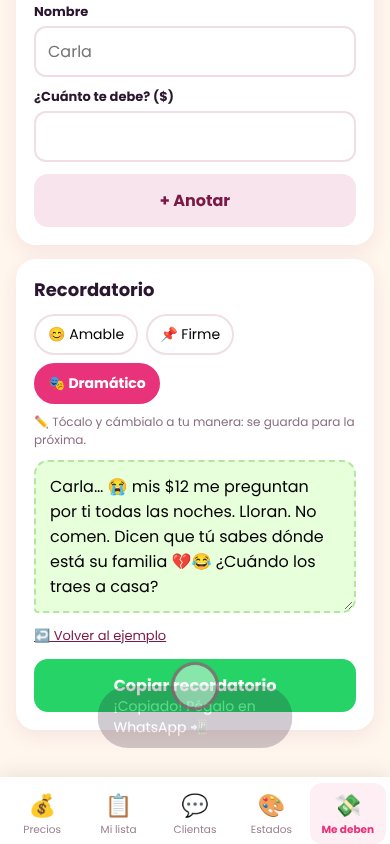 Nombre
Carla
¿Cuánto te debe? ($)
+ Anotar
Recordatorio
😊 Amable
📌 Firme
🎭 Dramático
✏️ Tócalo y cámbialo a tu manera: se guarda para la
próxima.
Carla... 😭 mis $12 me preguntan
por ti todas las noches. Lloran. No
comen. Dicen que tú sabes dónde
está su familia 💔😂 ¿Cuándo los
traes a casa?
↩️ Volver al ejemplo
Copiar recordatorio
¡Copiado! Pégalo en
WhatsApp 📲
Precios
Mi lista
Clientas
Estados
Me deben